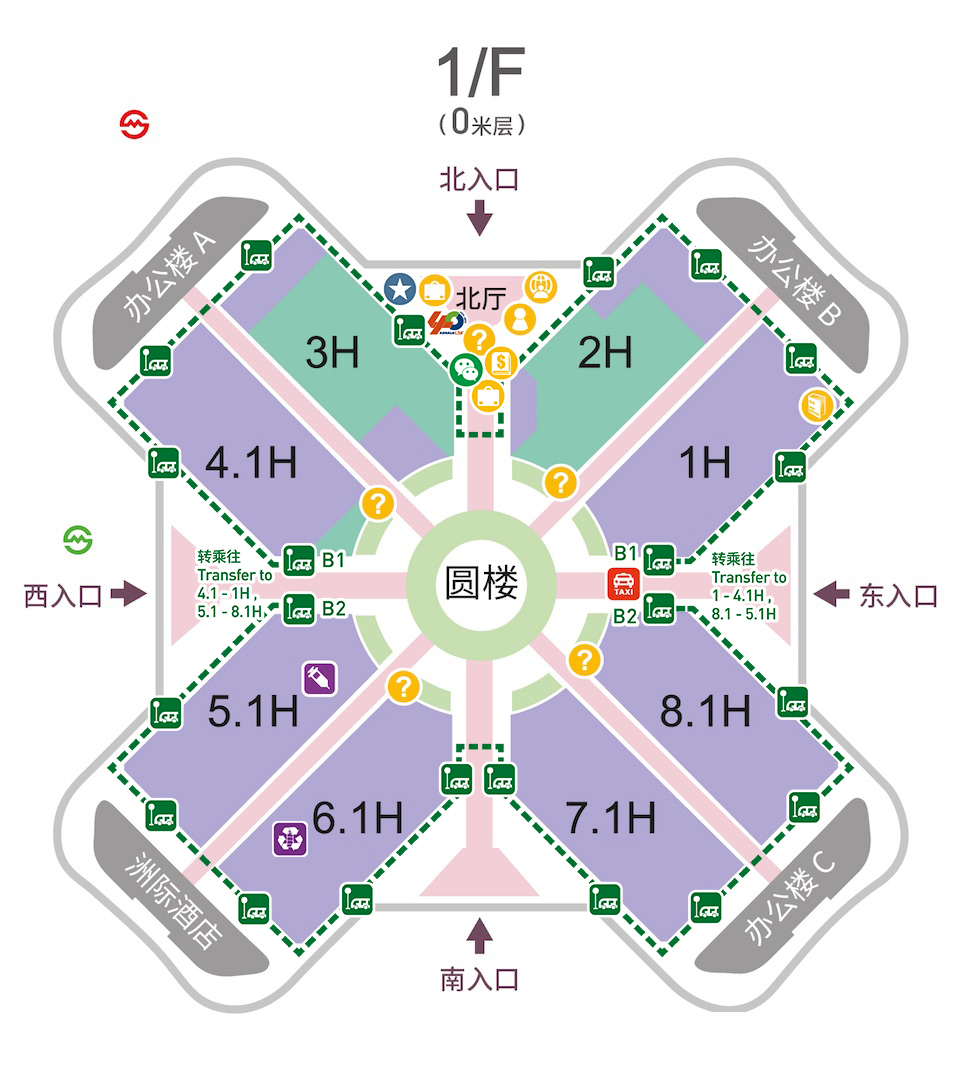 1/F
(0米层)
北入口
办公楼 A
办公楼 B
北厅
3H
2H
4.1H
1H
B1
B1
转乘往
Transfer to
4.1 - 1H ,
5.1 - 8.1H,
圆楼
TAXI
转乘往
Transfer to
1 - 4.1H ,
8.1 - 5.1H
西入口
东入口
B2
B2
5.1H
8.1H
6.1H
7.1H
洲际酒店
办公楼 C
南入口